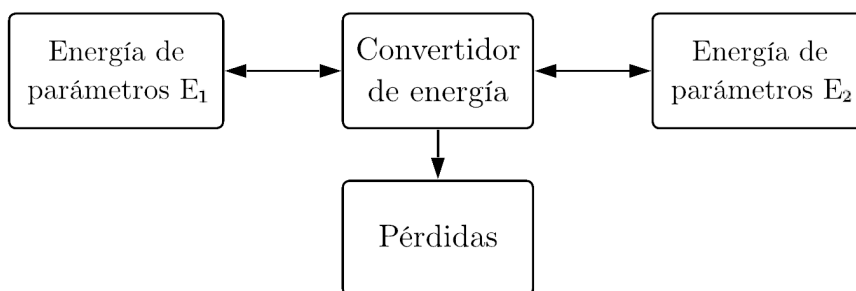 Energía de
parámetros E₁
Convertidor
de energía
Energía de
parámetros E₂
Pérdidas